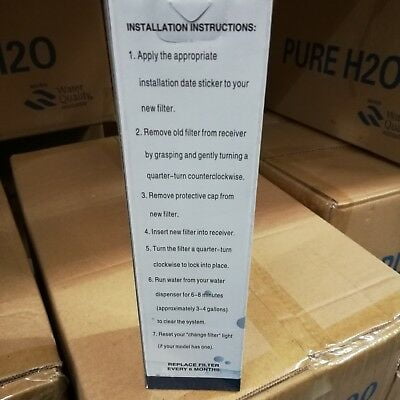 INSTALLATION INSTRUCTIONS:
1. Apply the appropriate
installation date sticker to your
new filter.
2. Remove old filter from receiver
by grasping and gently turning a
quarter-turn counterclockwise.
3. Remove protective cap from
new filter.
4. Insert new filter into receiver.
5. Turn the filter a quarter-turn
clockwise to lock into place.
6. Run water from your water
dispenser for 6-8 minutes
(approximately 3-4 gallons)
to clear the system.
7. Reset your "change filter" light
(if your model has one).
REPLACE FILTER
EVERY 6 MONTHS
H2O
Water
Quality
PURE H2O